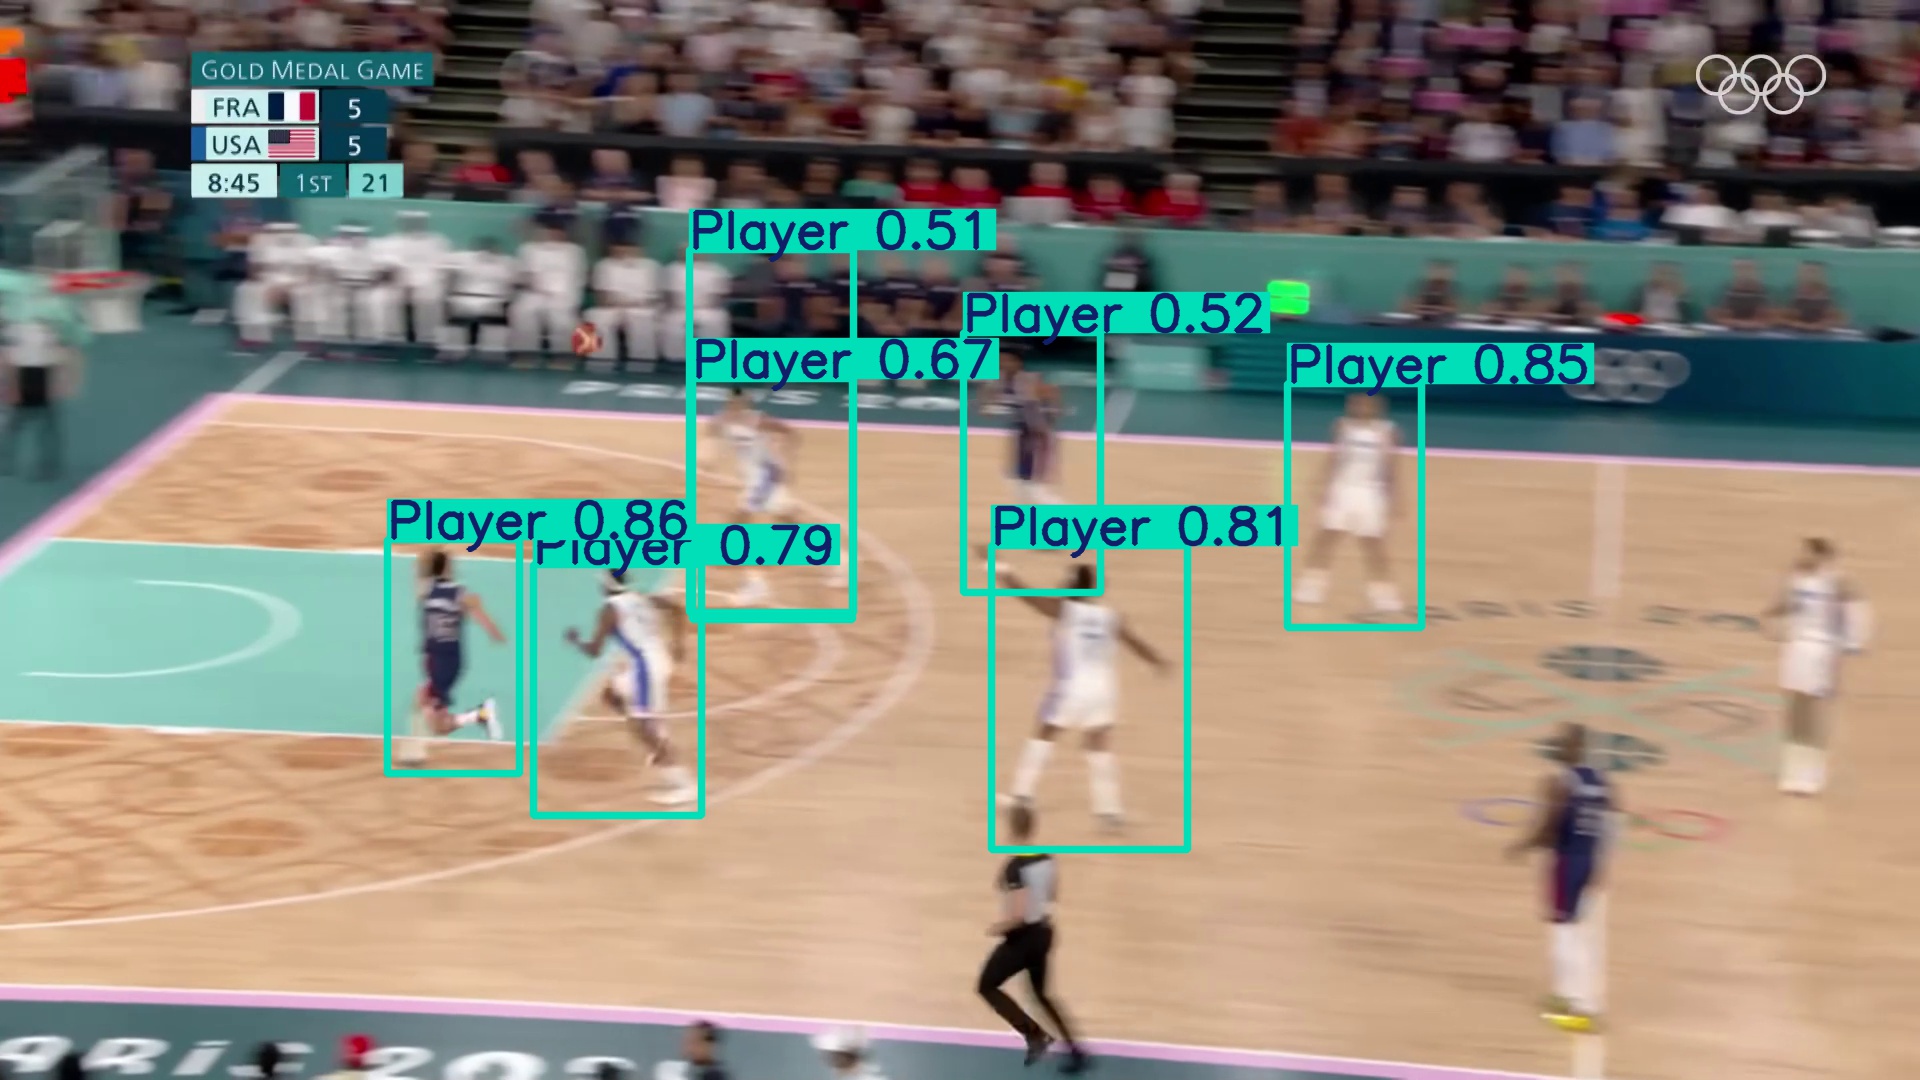 GOLD MEDAL GAME
FRA 5
USA 5
8:45 1ST 21
Player 0.51
Player 0.52
Player 0.67
Player 0.85
Player 0.86
Player 0.79
Player 0.81